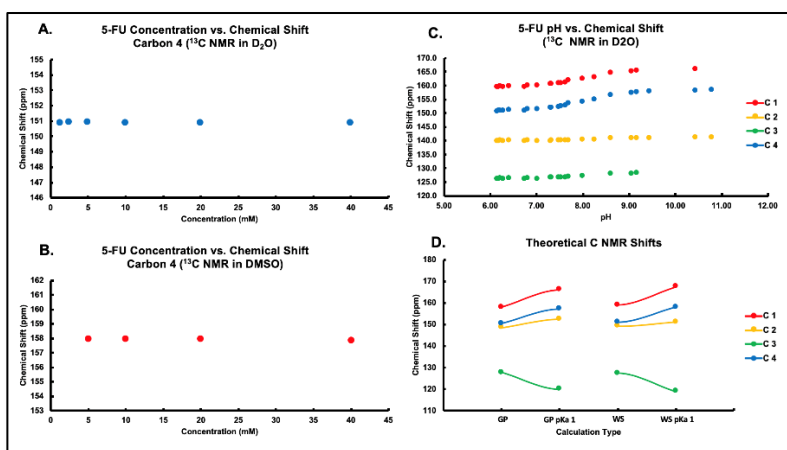 A.
5-FU Concentration vs. Chemical Shift
Carbon 4 (¹³C NMR in D₂O)
Chemical Shift (ppm)
155
154
153
152
151
150
149
148
147
146
0 5 10 15 20 25 30 35 40 45
Concentration (mM)
B.
5-FU Concentration vs. Chemical Shift
Carbon 4 (¹³C NMR in DMSO)
Chemical Shift (ppm)
162
161
160
159
158
157
156
155
154
153
0 5 10 15 20 25 30 35 40 45
Concentration (mM)
C.
5-FU pH vs. Chemical Shift
(¹³C NMR in D2O)
Chemical Shift (ppm)
170.0
165.0
160.0
155.0
150.0
145.0
140.0
135.0
130.0
125.0
5.00 6.00 7.00 8.00 9.00 10.00 11.00 12.00
pH
C 1
C 2
C 3
C 4
D.
Theoretical C NMR Shifts
Chemical Shift (ppm)
180
170
160
150
140
130
120
110
GP GP pKa 1 WS WS pKa 1
Calculation Type
C 1
C 2
C 3
C 4